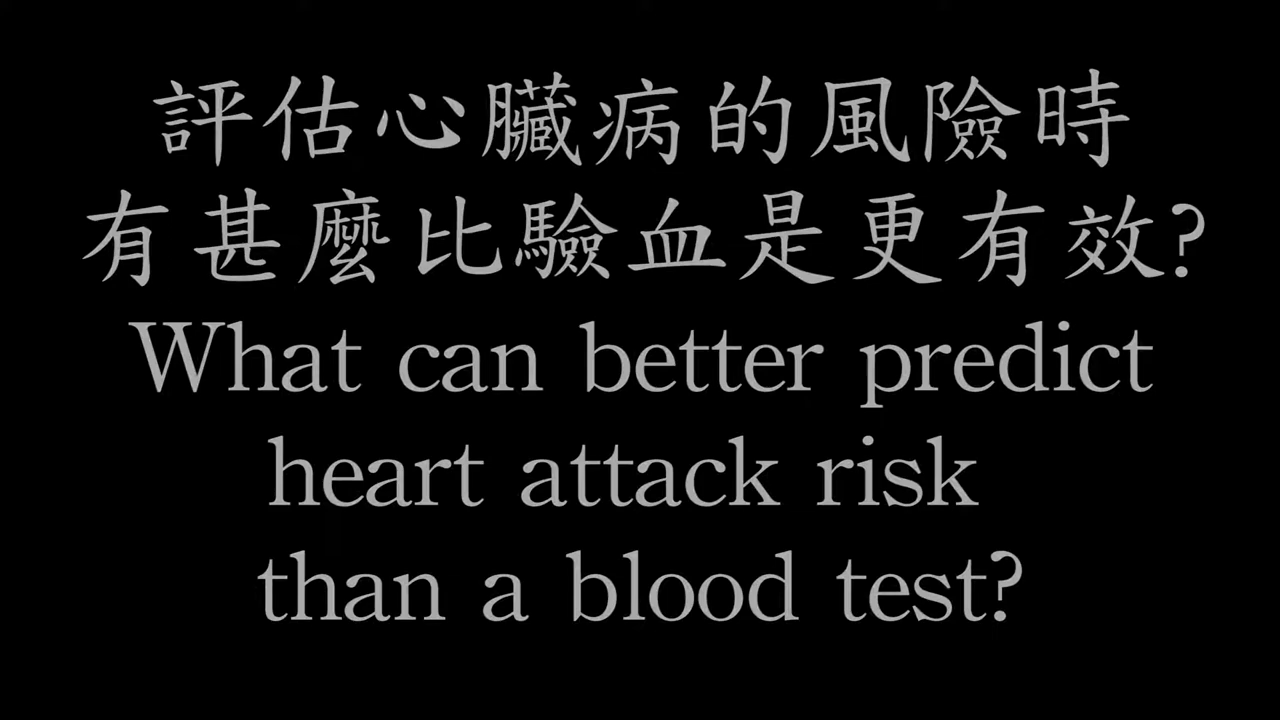 評估心臟病的風險時
有甚麼比驗血是更有效?
What can better predict
heart attack risk
than a blood test?